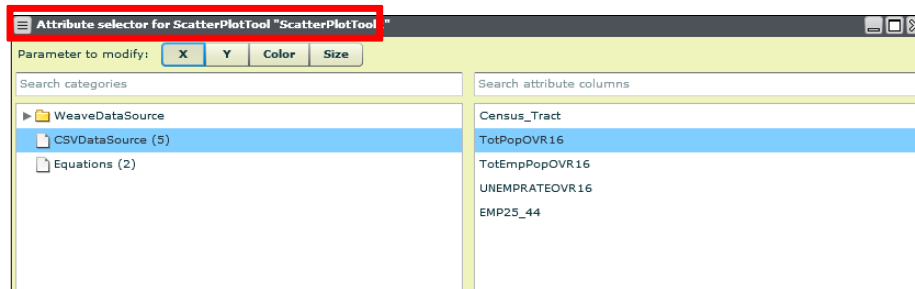 Attribute selector for ScatterPlotTool "ScatterPlotTool"
Parameter to modify: X Y Color Size
Search categories
Search attribute columns
WeaveDataSource
CSVDataSource (5)
Equations (2)
Census_Tract
TotPopOVR16
TotEmpPopOVR16
UNEMPRATEOVR16
EMP25_44